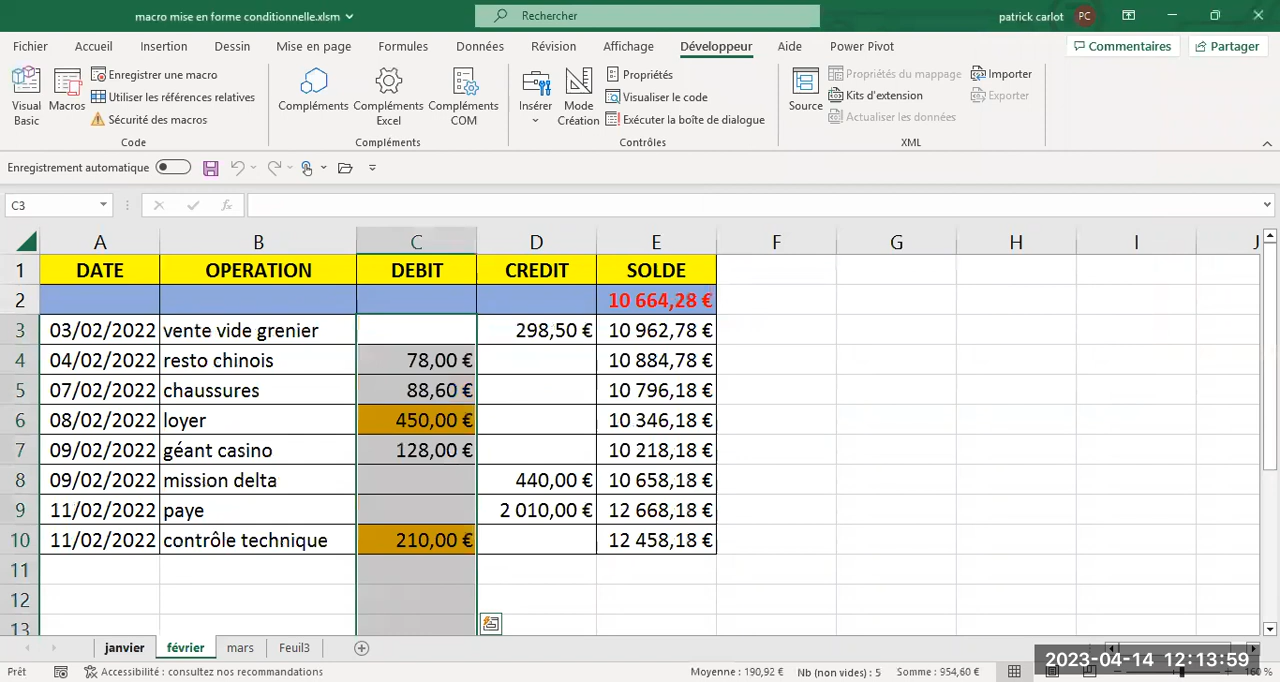 macro mise en forme conditionnelle.xlsm
Rechercher
patrick carlot
PC
Fichier Accueil Insertion Dessin Mise en page Formules Données Révision Affichage Développeur Aide Power Pivot Commentaires Partager
Visual Basic
Macros
Enregistrer une macro
Utiliser les références relatives
Sécurité des macros
Code
Compléments
Compléments Excel
Compléments COM
Compléments
Insérer
Mode Création
Propriétés
Visualiser le code
Exécuter la boîte de dialogue
Contrôles
Source
Propriétés du mappage
Kits d'extension
Actualiser les données
Importer
Exporter
XML
Enregistrement automatique
C3
fx
A B C D E F G H I J
1 DATE OPERATION DEBIT CREDIT SOLDE
2 10 664,28 €
3 03/02/2022 vente vide grenier 298,50 € 10 962,78 €
4 04/02/2022 resto chinois 78,00 € 10 884,78 €
5 07/02/2022 chaussures 88,60 € 10 796,18 €
6 08/02/2022 loyer 450,00 € 10 346,18 €
7 09/02/2022 géant casino 128,00 € 10 218,18 €
8 09/02/2022 mission delta 440,00 € 10 658,18 €
9 11/02/2022 paye 2 010,00 € 12 668,18 €
10 11/02/2022 contrôle technique 210,00 € 12 458,18 €
11
12
13
janvier février mars Feuil3
Prêt
Accessibilité : consultez nos recommandations
Moyenne : 190,92 € Nb (non vides) : 5 Somme : 954,60 €
2023-04-14 12:13:59
160 %